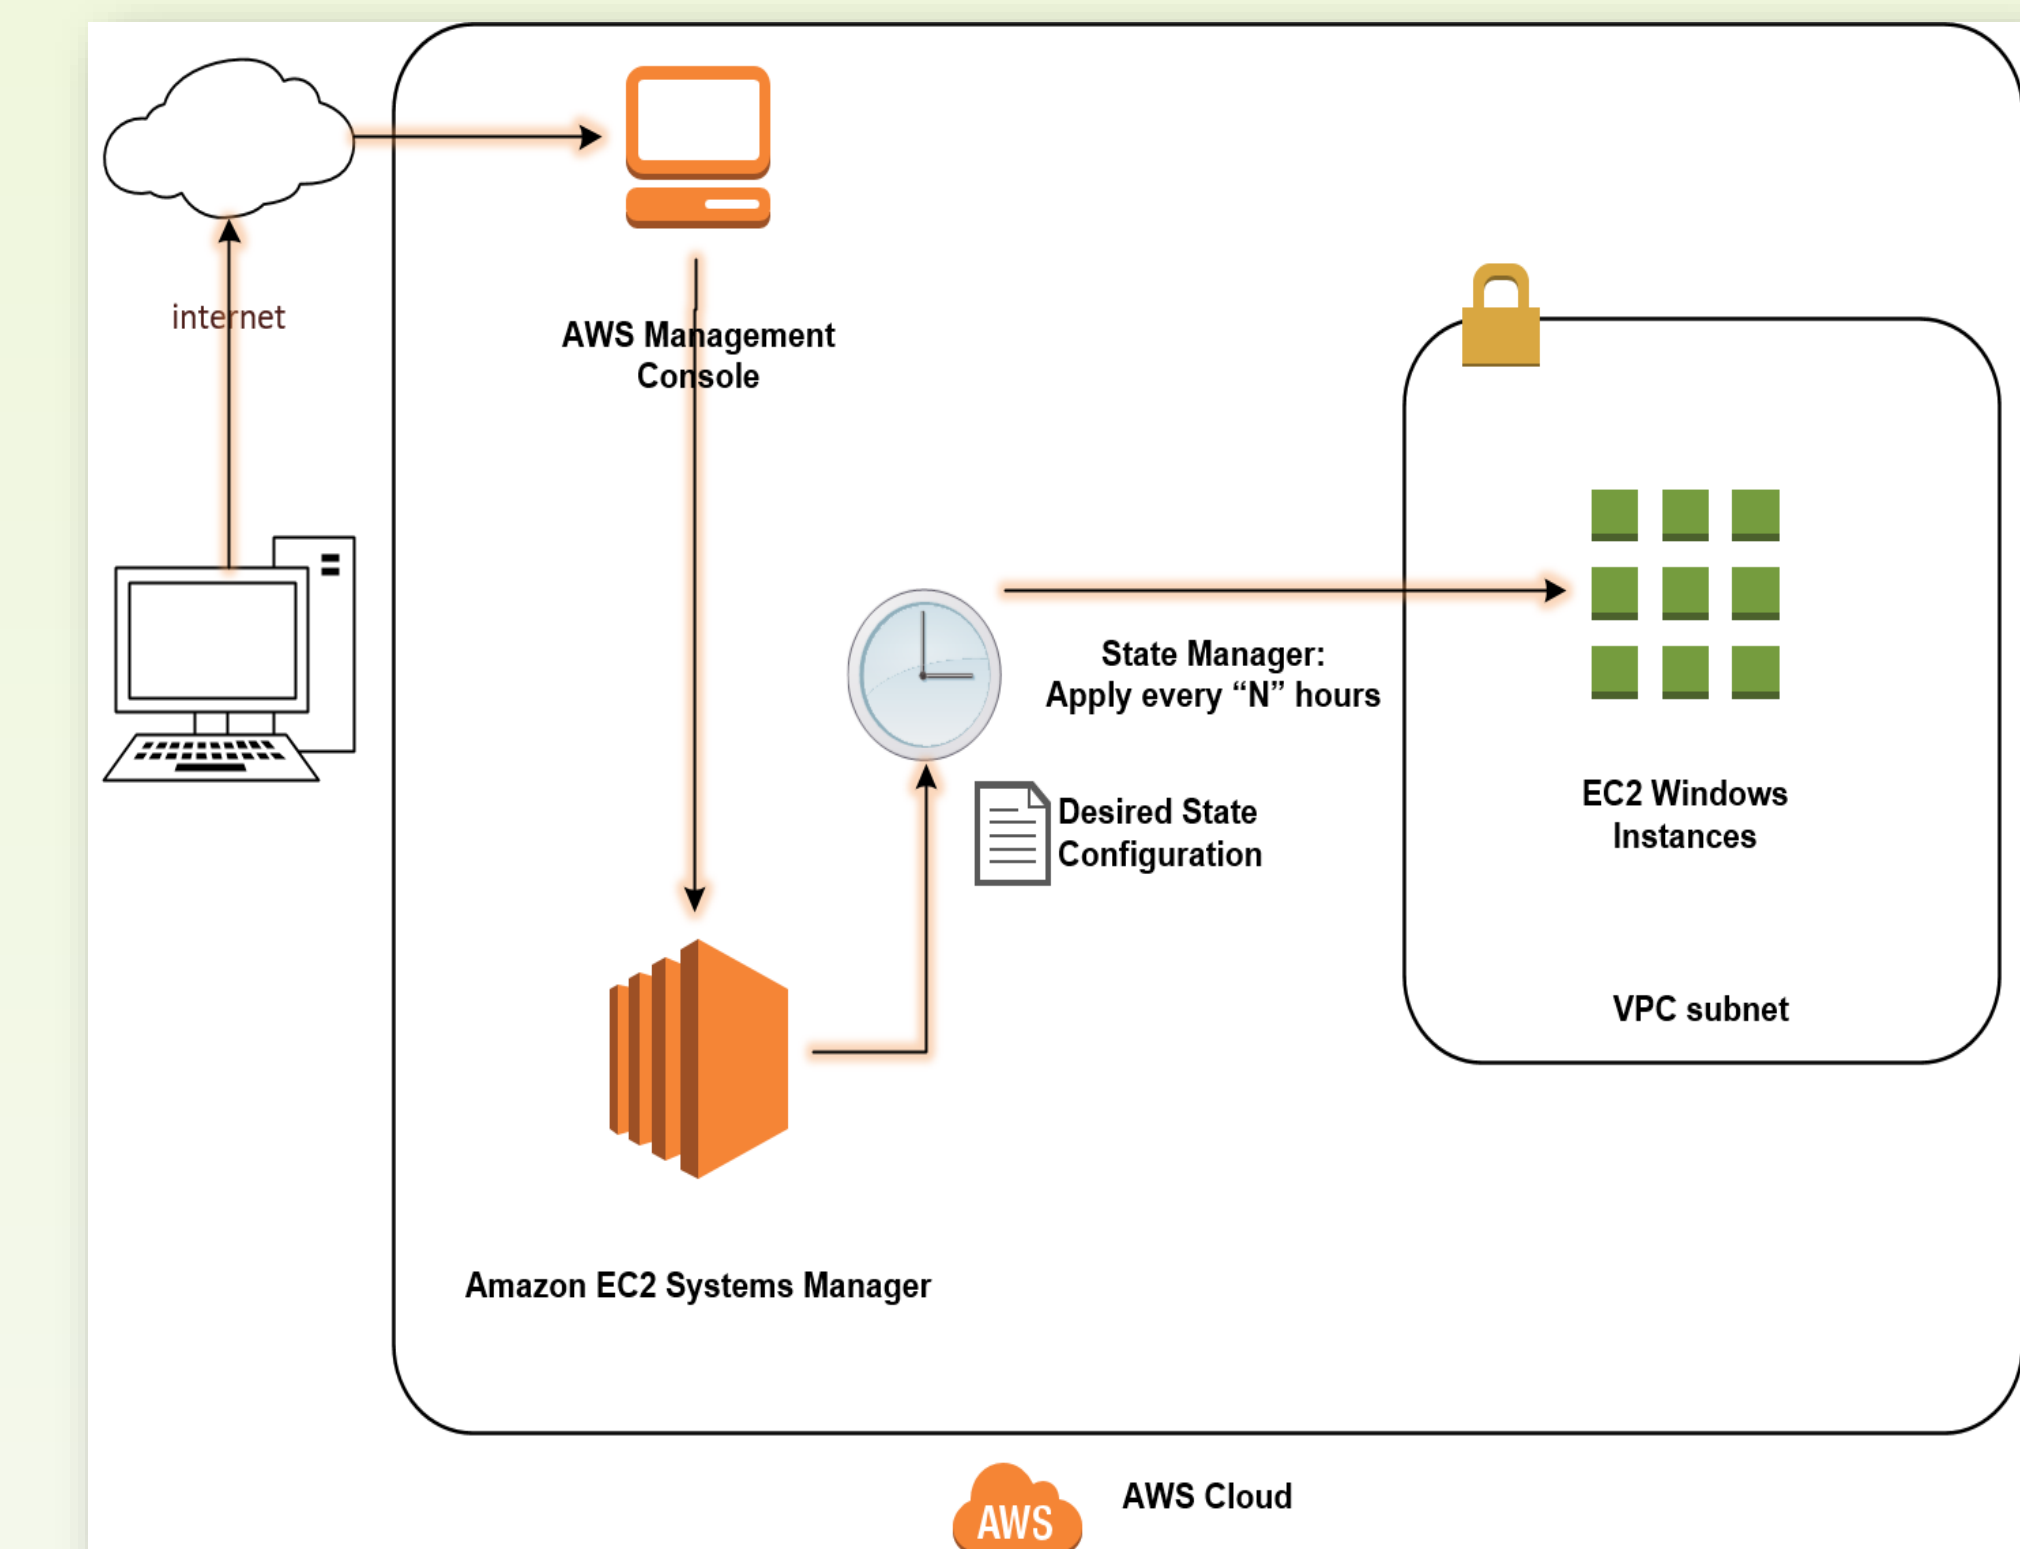 internet
AWS Management
Console
State Manager:
Apply every “N” hours
Desired State
Configuration
EC2 Windows
Instances
VPC subnet
Amazon EC2 Systems Manager
AWS
AWS Cloud